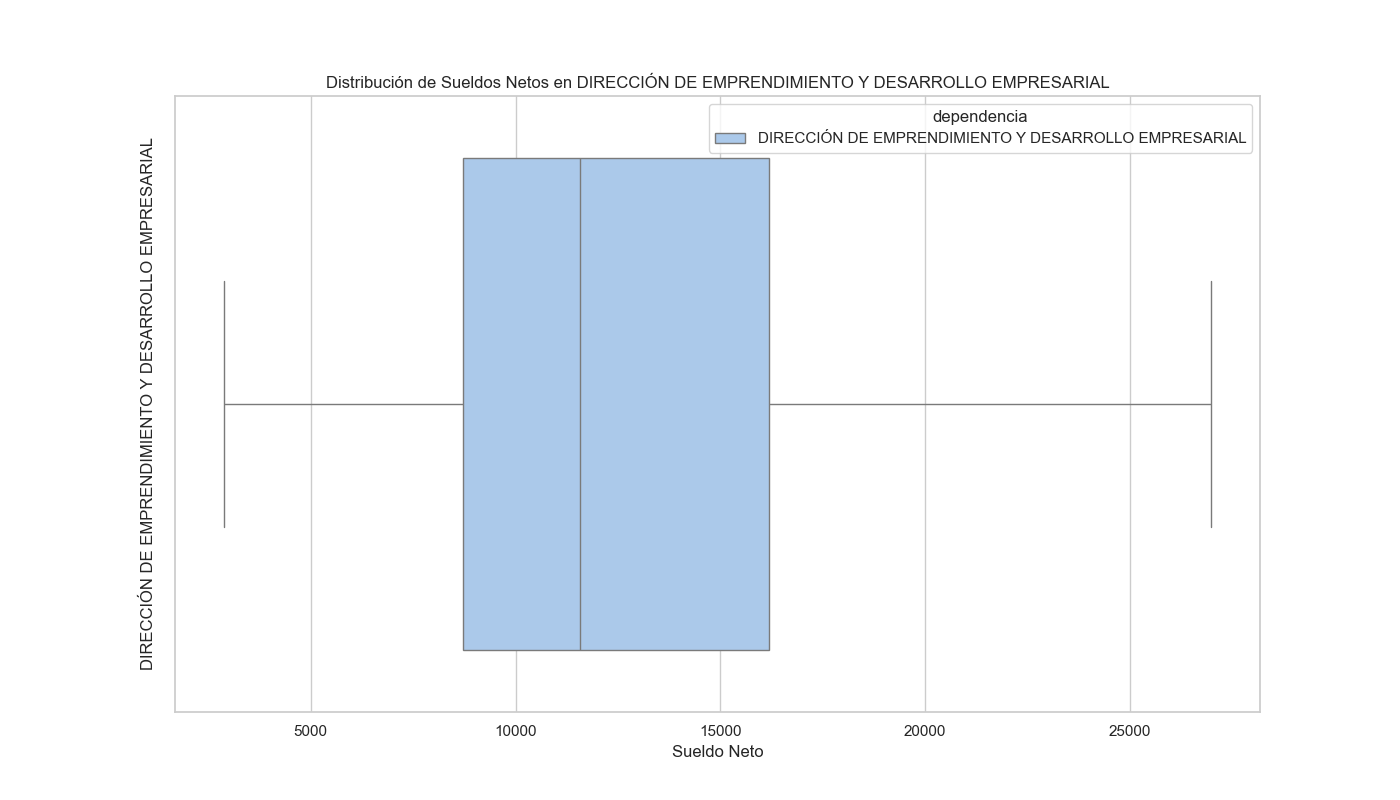 Distribución de Sueldos Netos en DIRECCIÓN DE EMPRENDIMIENTO Y DESARROLLO EMPRESARIAL
dependencia
DIRECCIÓN DE EMPRENDIMIENTO Y DESARROLLO EMPRESARIAL
DIRECCIÓN DE EMPRENDIMIENTO Y DESARROLLO EMPRESARIAL
5000 10000 15000 20000 25000
Sueldo Neto